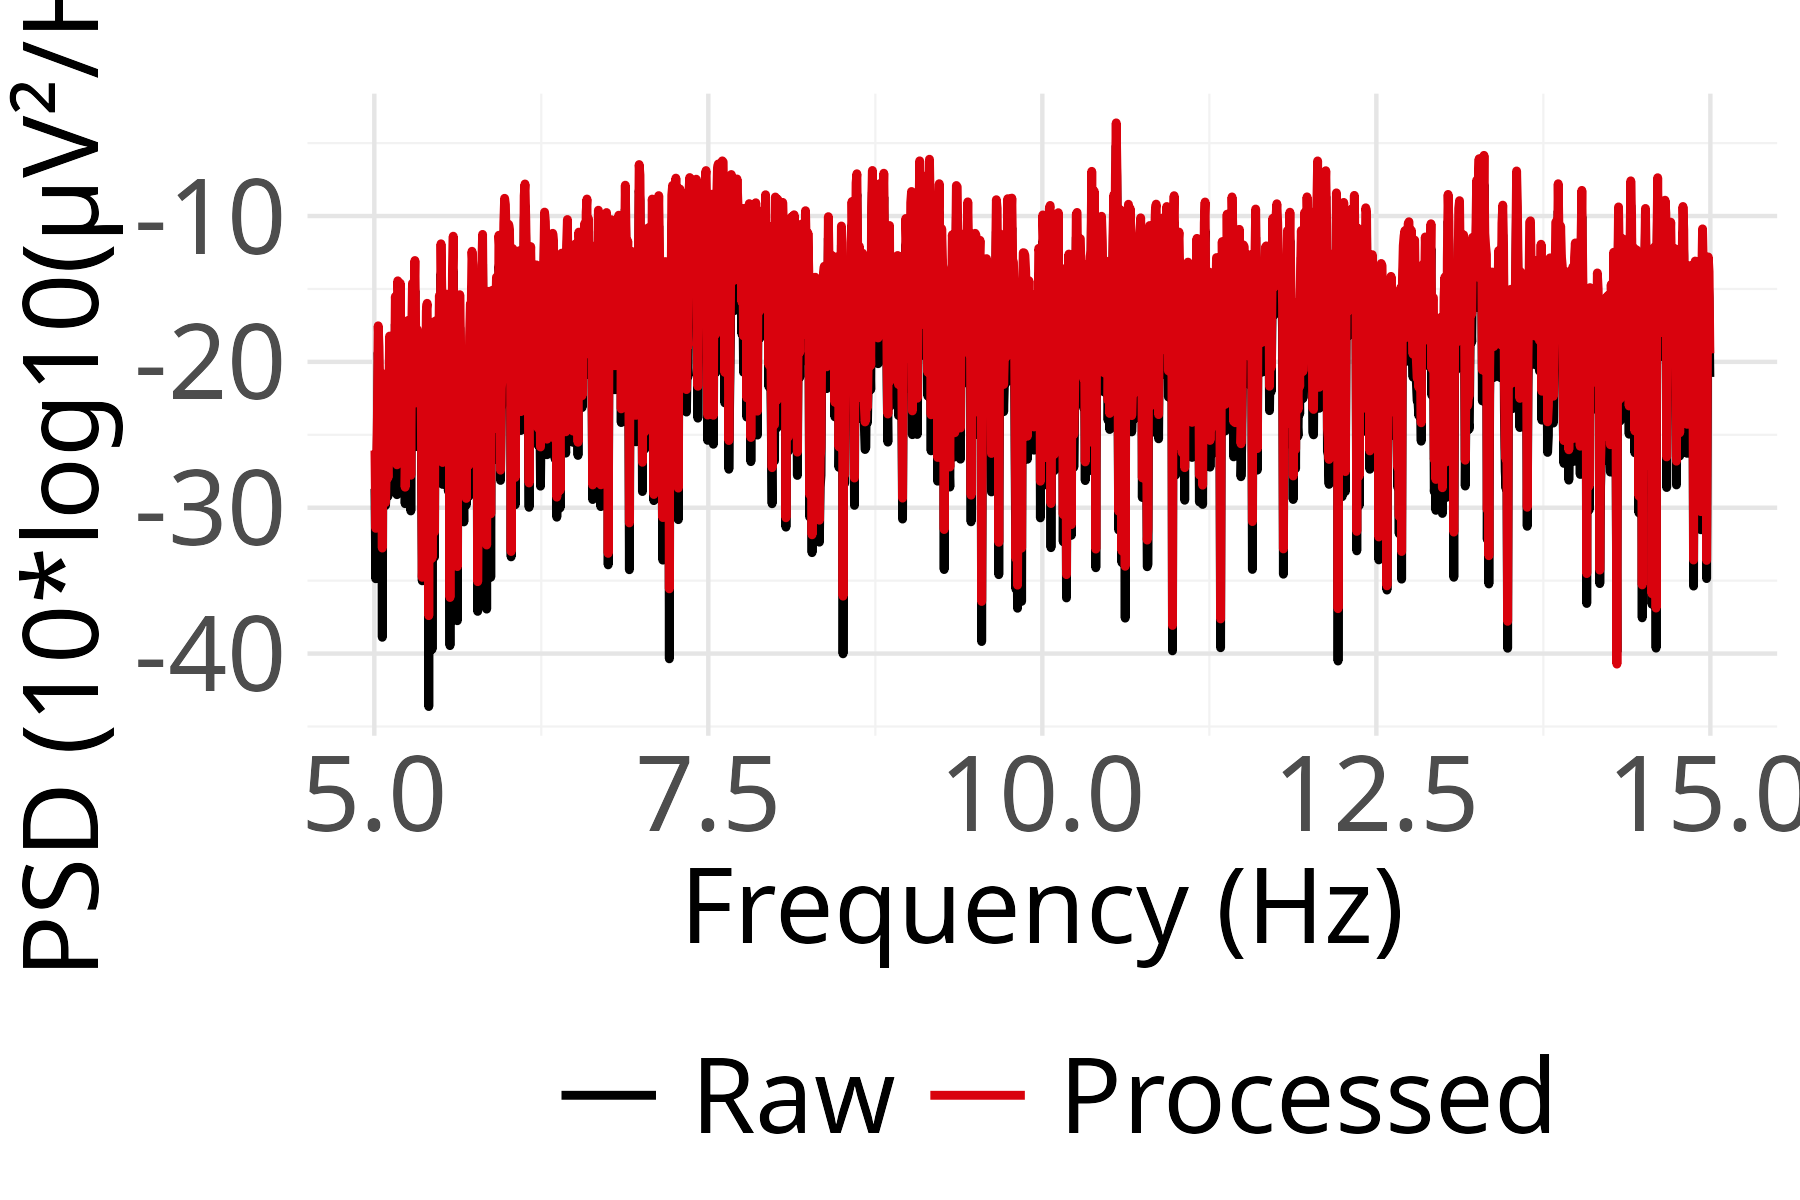 PSD (10*log10(µV²/H
-10
-20
-30
-40
5.0 7.5 10.0 12.5 15.0
Frequency (Hz)
Raw Processed